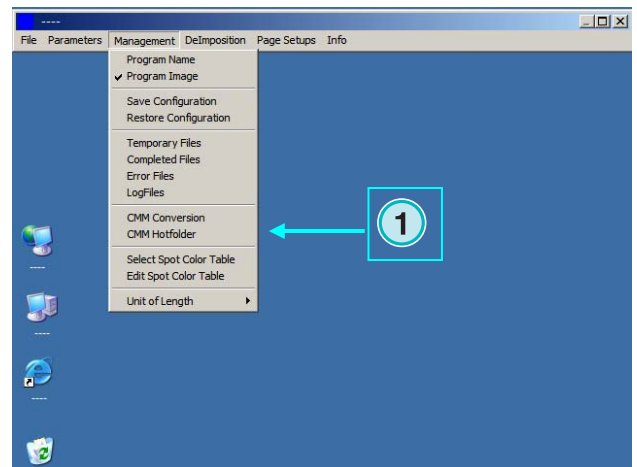 ----
File Parameters Management DeImposition Page Setups Info
Program Name
Program Image
Save Configuration
Restore Configuration
Temporary Files
Completed Files
Error Files
LogFiles
CMM Conversion
CMM Hotfolder
1
Select Spot Color Table
Edit Spot Color Table
Unit of Length
----
----
----